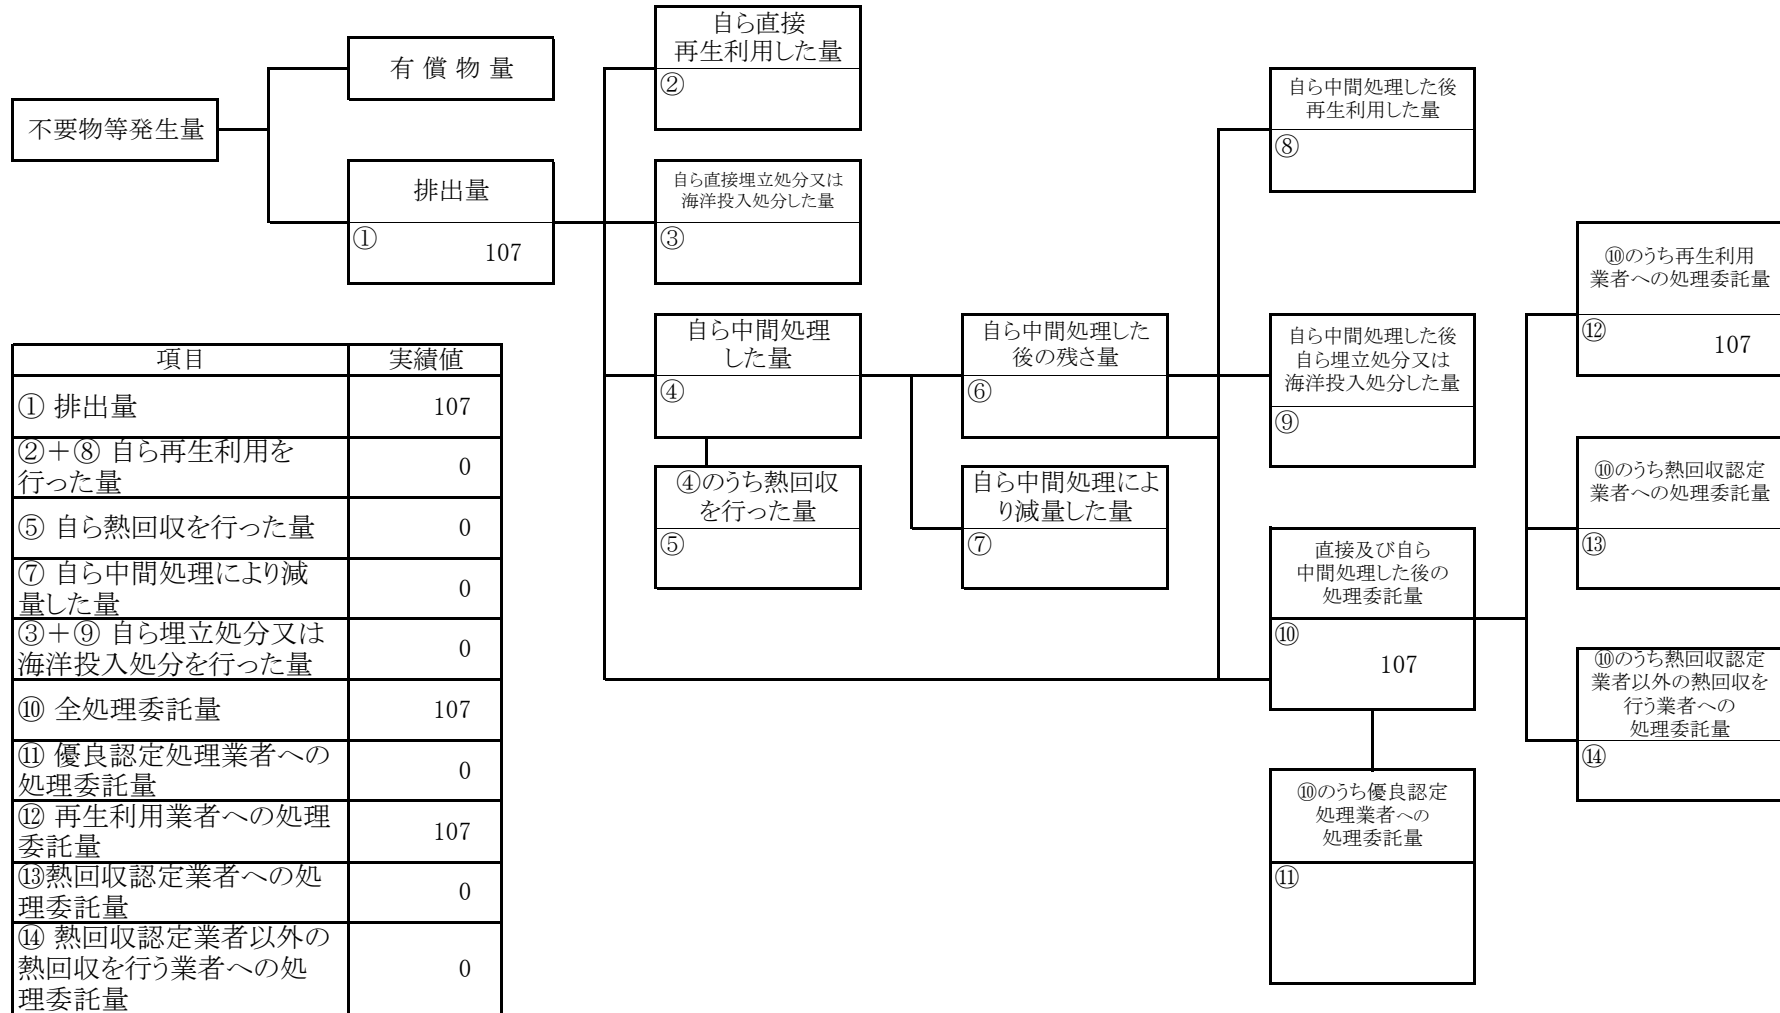 自ら直接
再生利用した量
②
有 償 物 量
不要物等発生量
排出量
①
107
自ら直接埋立処分又は
海洋投入処分した量
③
自ら中間処理した後
再生利用した量
⑧
⑩のうち再生利用
業者への処理委託量
⑫
107
自ら中間処理
した量
④
自ら中間処理した
後の残さ量
⑥
自ら中間処理した後
自ら埋立処分又は
海洋投入処分した量
⑨
④のうち熱回収
を行った量
⑤
自ら中間処理によ
り減量した量
⑦
⑩のうち熱回収認定
業者への処理委託量
⑬
直接及び自ら
中間処理した後の
処理委託量
⑩
107
⑩のうち熱回収認定
業者以外の熱回収を
行う業者への
処理委託量
⑭
⑩のうち優良認定
処理業者への
処理委託量
⑪
項目 実績値
① 排出量 107
②＋⑧ 自ら再生利用を
行った量 0
⑤ 自ら熱回収を行った量 0
⑦ 自ら中間処理により減
量した量 0
③＋⑨ 自ら埋立処分又は
海洋投入処分を行った量 0
⑩ 全処理委託量 107
⑪ 優良認定処理業者への
処理委託量 0
⑫ 再生利用業者への処理
委託量 107
⑬熱回収認定業者への処
理委託量 0
⑭ 熱回収認定業者以外の
熱回収を行う業者への処
理委託量 0